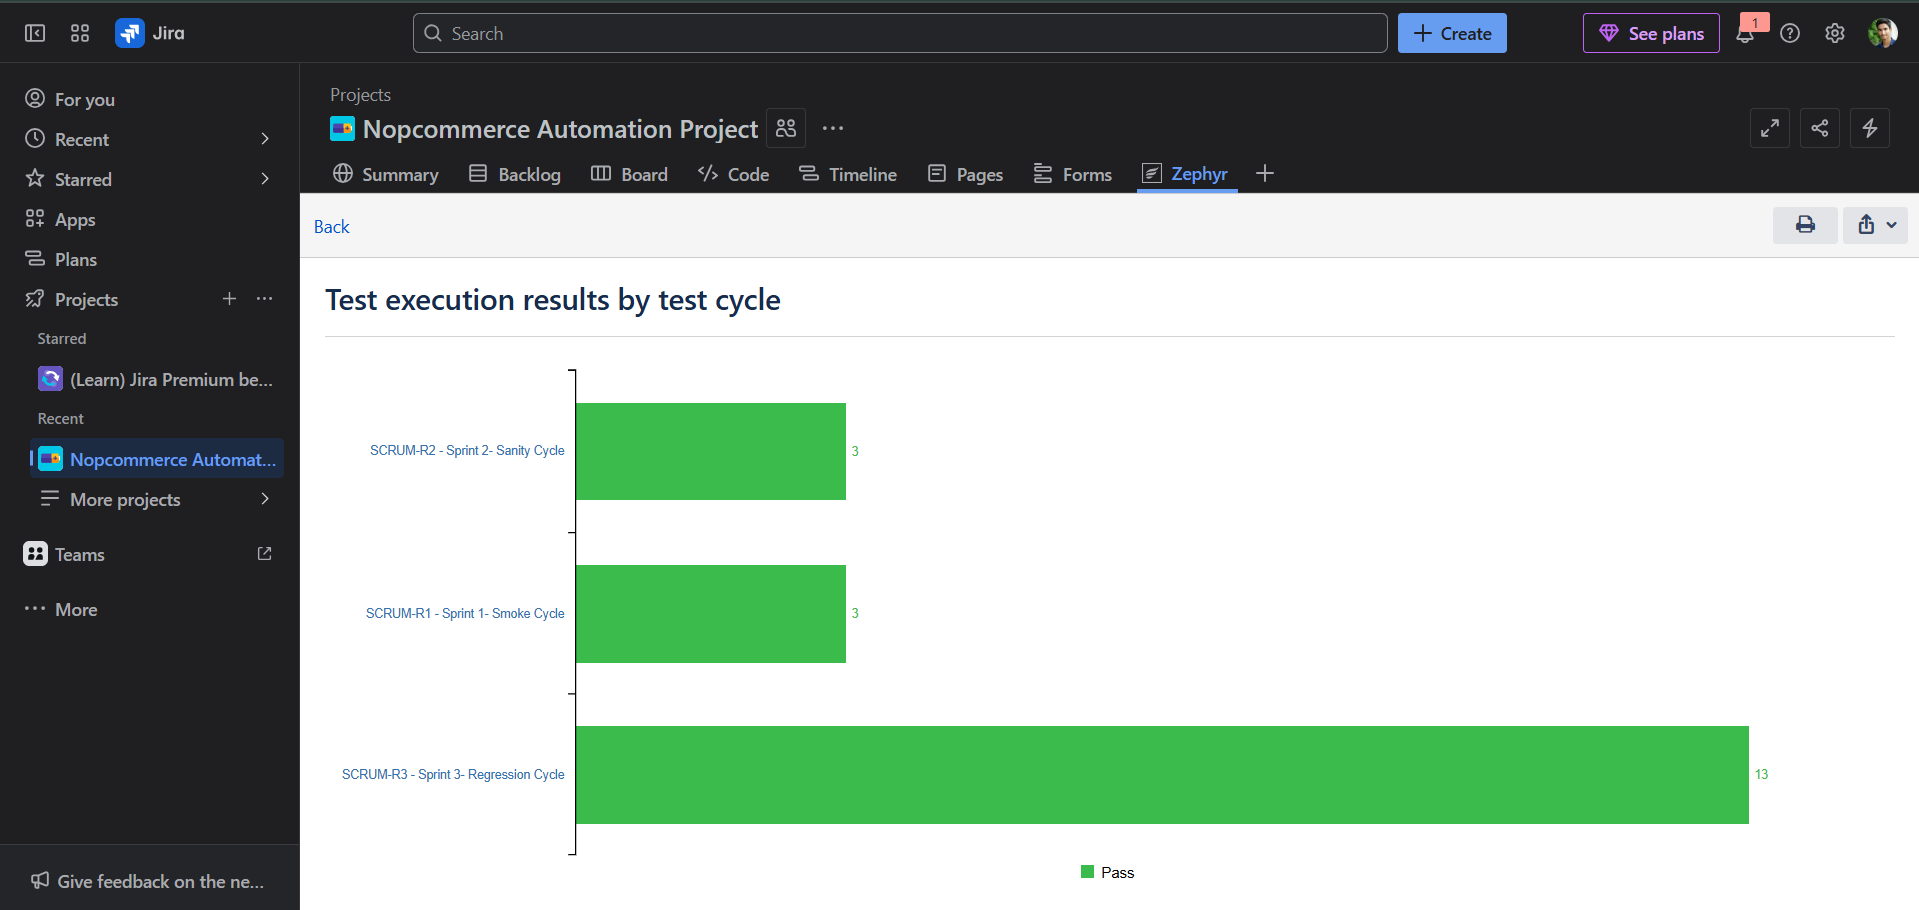 Jira
Search
Create
See plans
1
For you
Recent
Starred
Apps
Plans
Projects
Starred
(Learn) Jira Premium be...
Recent
Nopcommerce Automat...
More projects
Teams
More
Give feedback on the ne...
Projects
Nopcommerce Automation Project
Summary Backlog Board Code Timeline Pages Forms Zephyr
Back
Test execution results by test cycle
SCRUM-R2 - Sprint 2- Sanity Cycle 3
SCRUM-R1 - Sprint 1- Smoke Cycle 3
SCRUM-R3 - Sprint 3- Regression Cycle 13
Pass